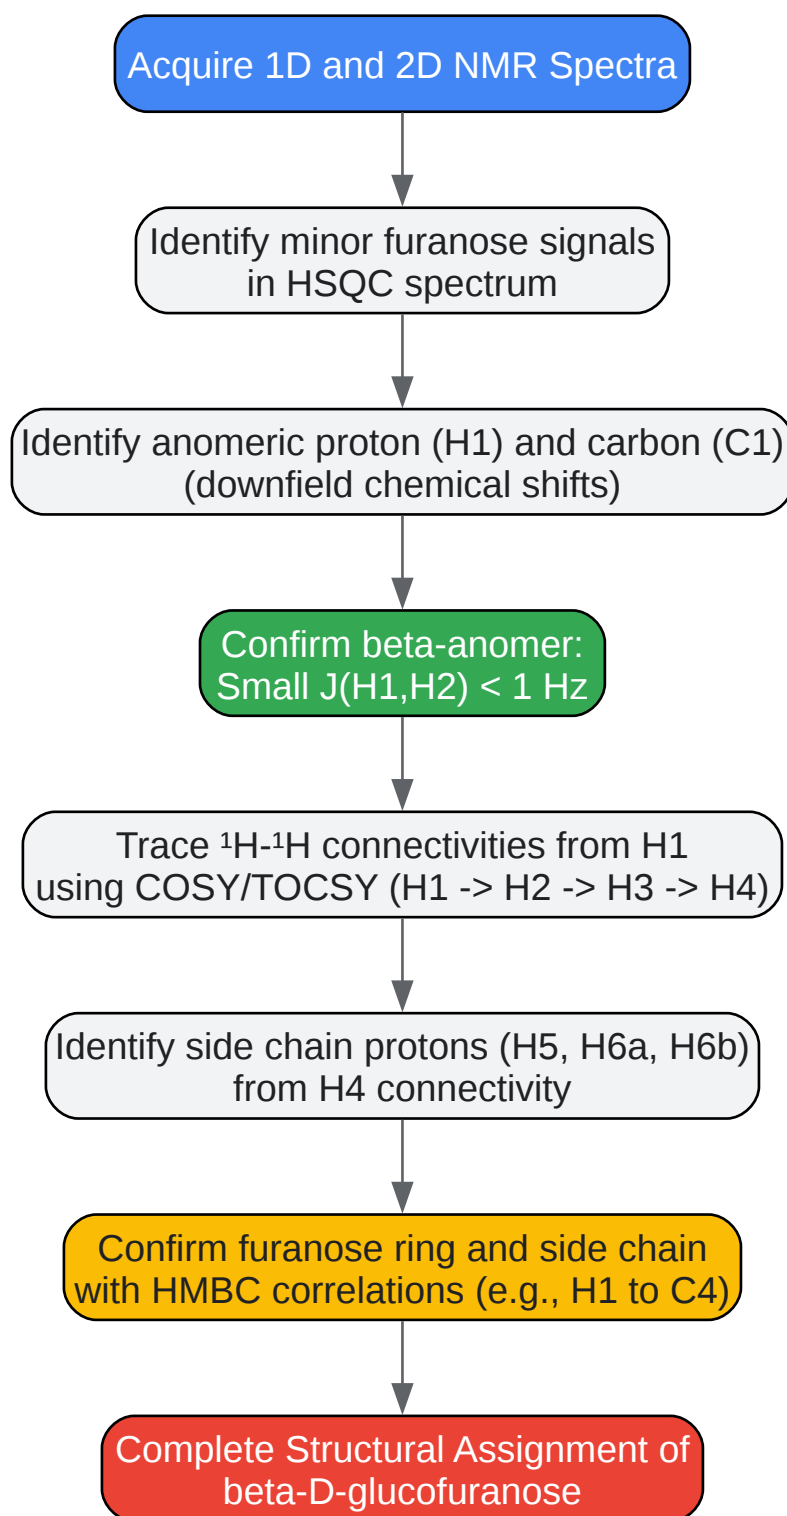 Acquire 1D and 2D NMR Spectra
Identify minor furanose signals
in HSQC spectrum
Identify anomeric proton (H1) and carbon (C1)
(downfield chemical shifts)
Confirm beta-anomer:
Small J(H1,H2) < 1 Hz
Trace ¹H-¹H connectivities from H1
using COSY/TOCSY (H1 -> H2 -> H3 -> H4)
Identify side chain protons (H5, H6a, H6b)
from H4 connectivity
Confirm furanose ring and side chain
with HMBC correlations (e.g., H1 to C4)
Complete Structural Assignment of
beta-D-glucofuranose